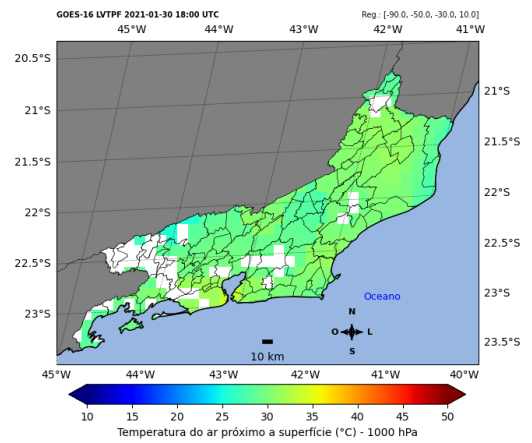 GOES-16 LVTPF 2021-01-30 18:00 UTC
Reg.: [-90.0, -50.0, -30.0, 10.0]
45°W 44°W 43°W 42°W 41°W
20.5°S
21°S
21°S
21.5°S
21.5°S
22°S
22°S
22.5°S
22.5°S
23°S
23°S
23.5°S
Oceano
N
O L
S
10 km
45°W 44°W 43°W 42°W 41°W 40°W
10 15 20 25 30 35 40 45 50
Temperatura do ar próximo a superfície (°C) - 1000 hPa